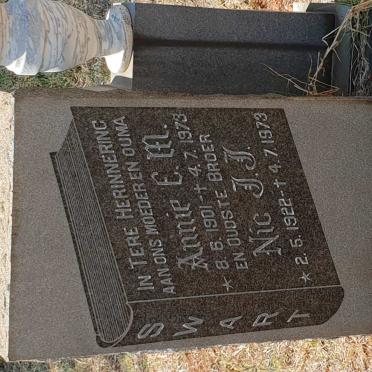 SWART
IN TERE HERINNERING
AAN ONS MOEDER EN OUMA
Annie E. M.
* 8.6.1901 - † 4.7.1973
EN OUDSTE BROER
Nic J.J.
* 2.5.1922 - † 4.7.1973